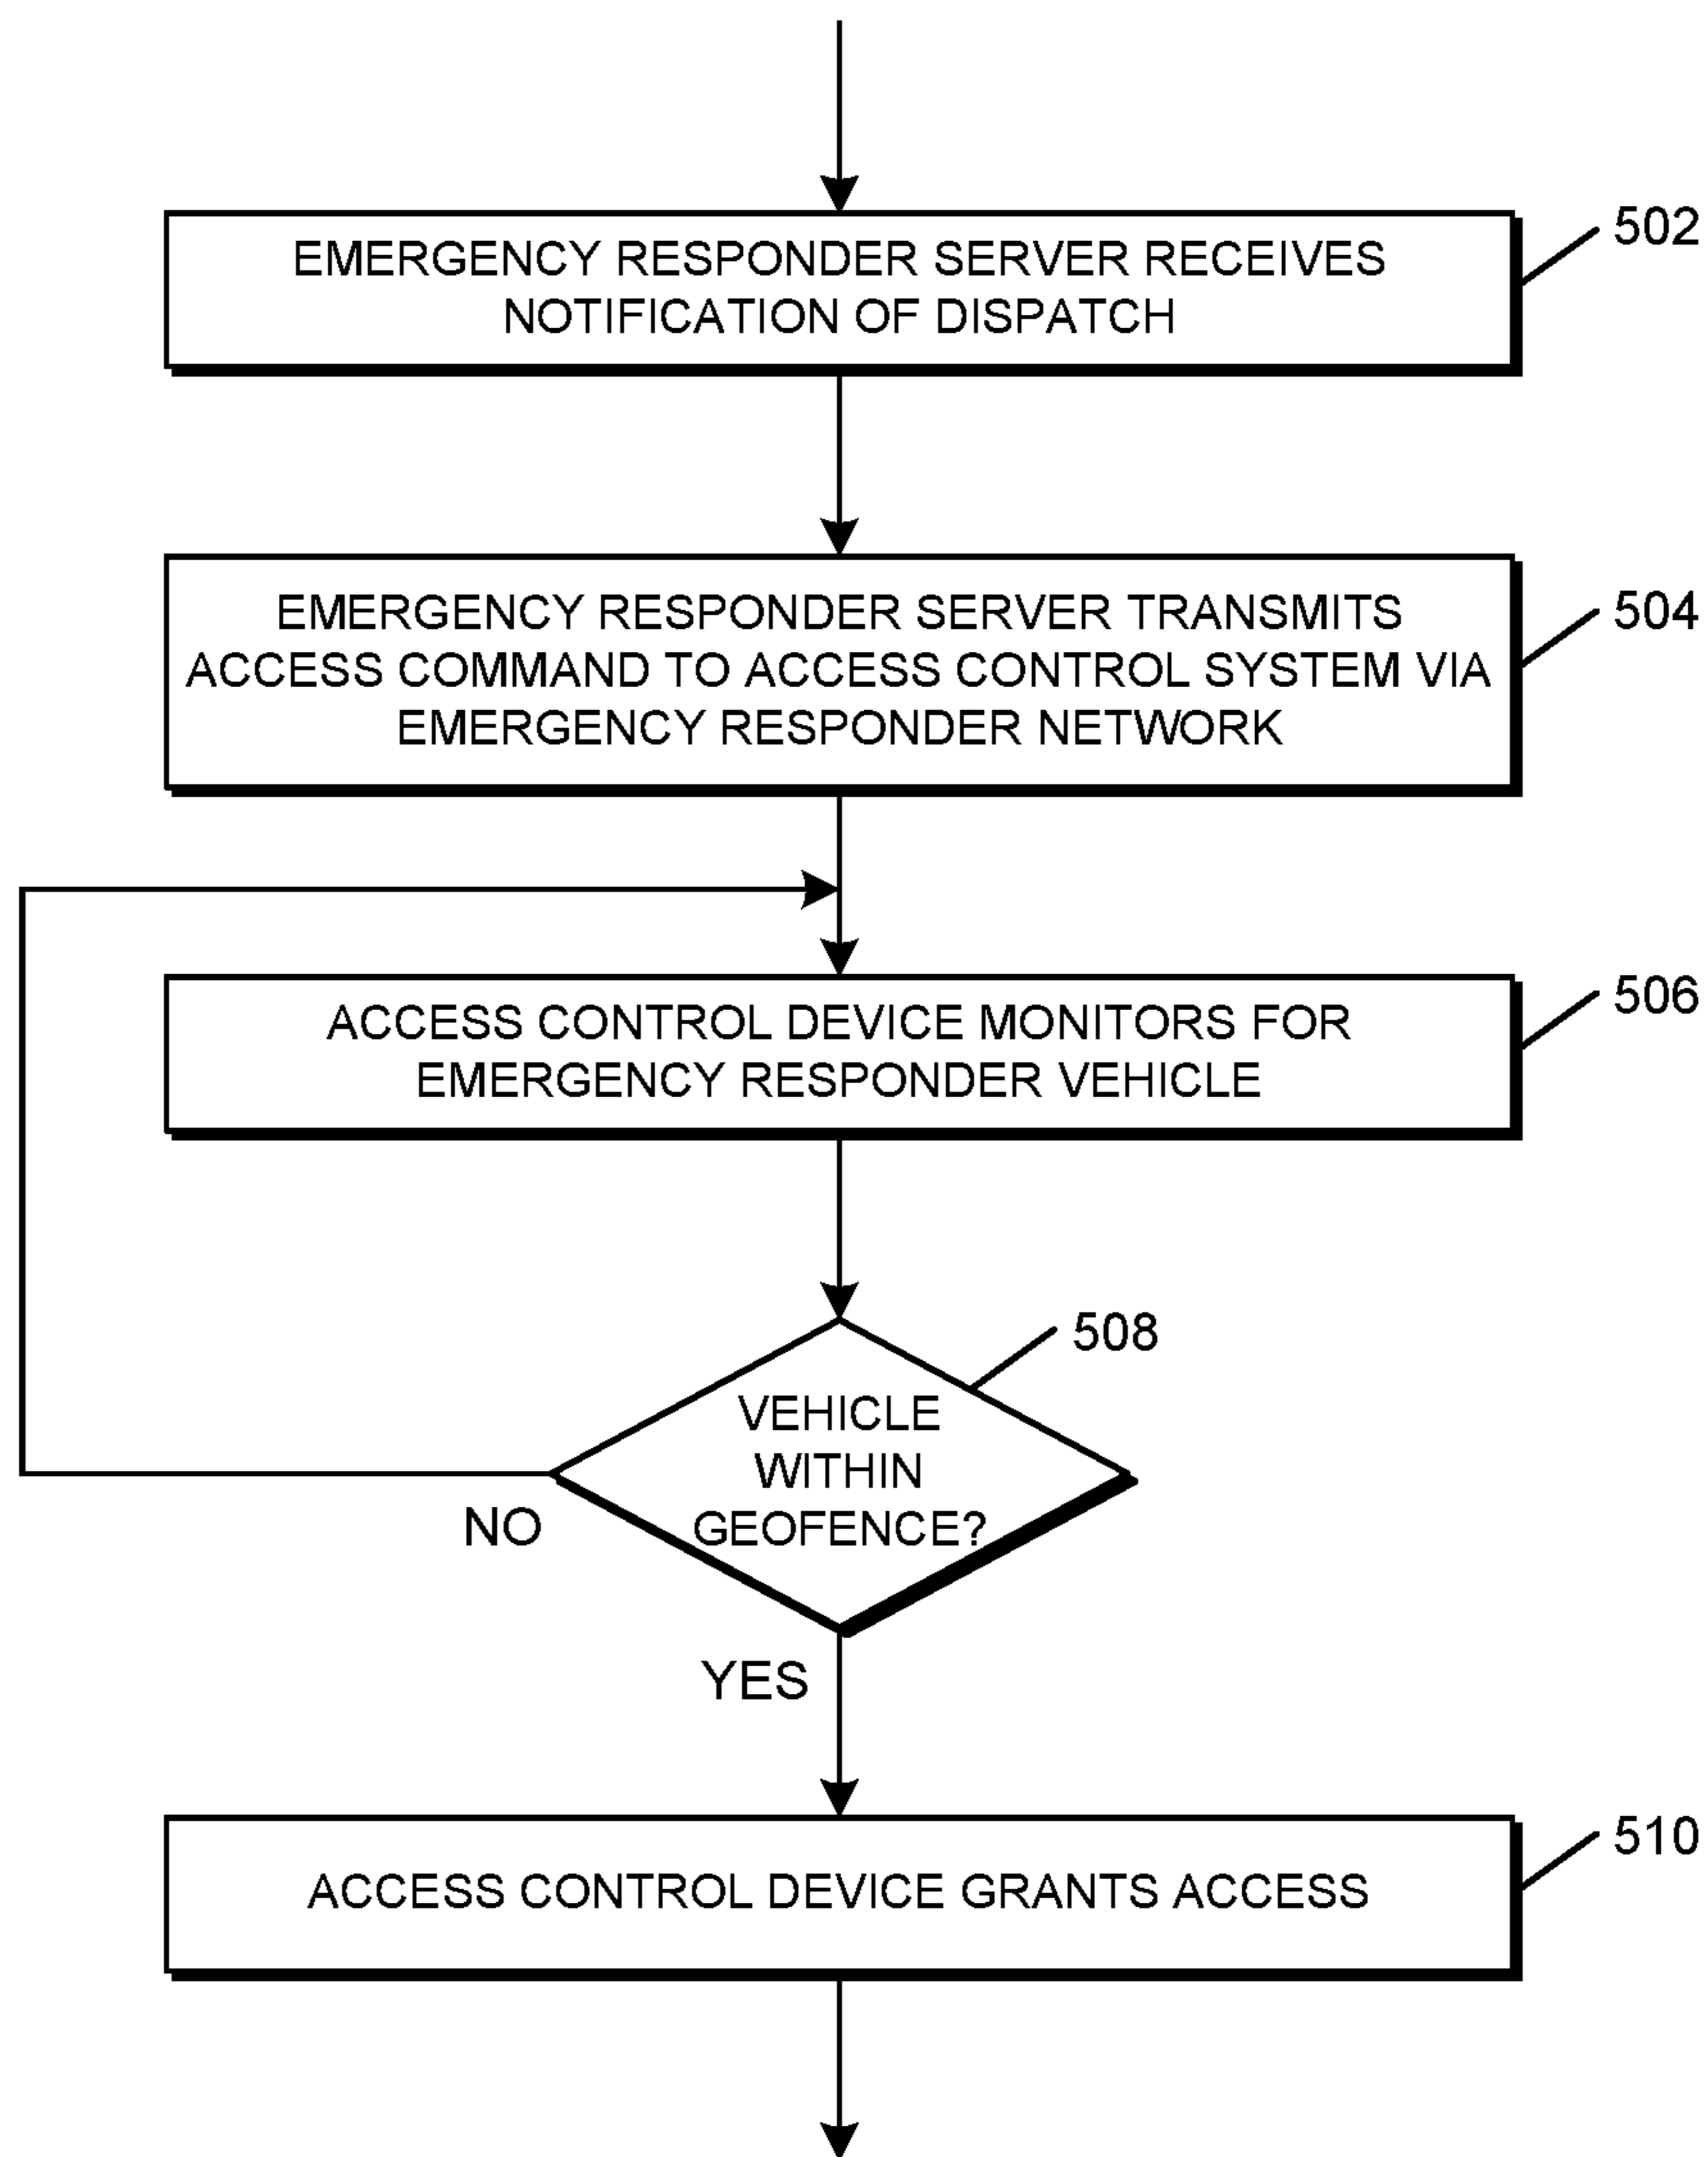 EMERGENCY RESPONDER SERVER RECEIVES
NOTIFICATION OF DISPATCH
502
EMERGENCY RESPONDER SERVER TRANSMITS
ACCESS COMMAND TO ACCESS CONTROL SYSTEM VIA
EMERGENCY RESPONDER NETWORK
504
ACCESS CONTROL DEVICE MONITORS FOR
EMERGENCY RESPONDER VEHICLE
506
VEHICLE
WITHIN
GEOFENCE?
508
NO
YES
ACCESS CONTROL DEVICE GRANTS ACCESS
510